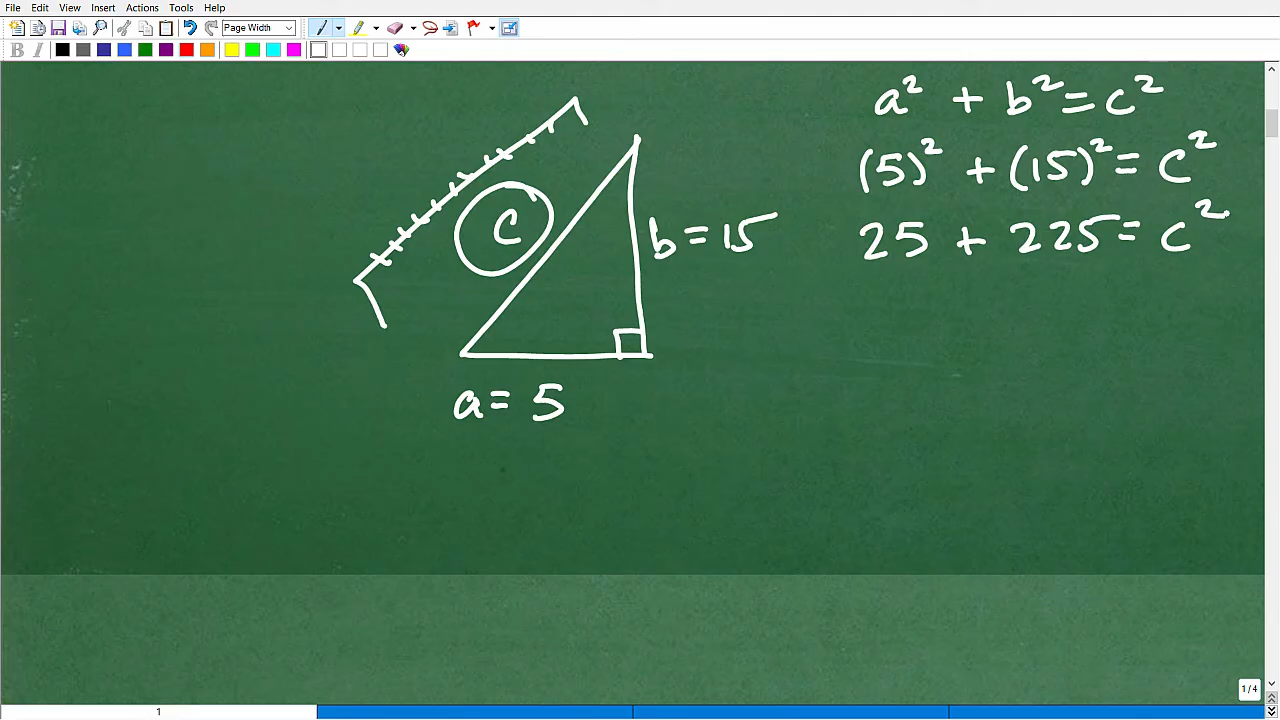 File Edit View Insert Actions Tools Help
Page Width
B I
a² + b² = c²
(5)² + (15)² = c²
25 + 225 = c²
c
b = 15
a = 5
1/4
1